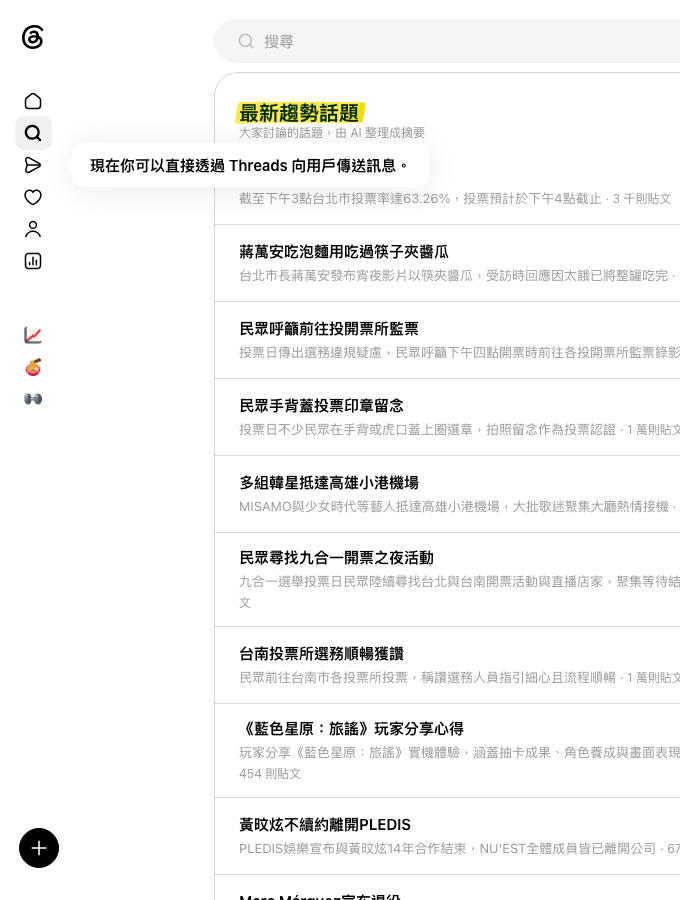 搜尋
最新趨勢話題
大家討論的話題，由 AI 整理成摘要
現在你可以直接透過 Threads 向用戶傳送訊息。
截至下午3點台北市投票率達63.26%，投票預計於下午4點截止 · 3 千則貼文
蔣萬安吃泡麵用吃過筷子夾醬瓜
台北市長蔣萬安發布宵夜影片以筷夾醬瓜，受訪時回應因太餓已將整罐吃完 ·
民眾呼籲前往投開票所監票
投票日傳出選務違規疑慮，民眾呼籲下午四點開票時前往各投開票所監票錄影
民眾手背蓋投票印章留念
投票日不少民眾在手背或虎口蓋上圈選章，拍照留念作為投票認證 · 1 萬則貼文
多組韓星抵達高雄小港機場
MISAMO與少女時代等藝人抵達高雄小港機場，大批歌迷聚集大廳熱情接機 ·
民眾尋找九合一開票之夜活動
九合一選舉投票日民眾陸續尋找台北與台南開票活動與直播店家，聚集等待結
文
台南投票所選務順暢獲讚
民眾前往台南市各投票所投票，稱讚選務人員指引細心且流程順暢 · 1 萬則貼文
《藍色星原：旅謠》玩家分享心得
玩家分享《藍色星原：旅謠》實機體驗，涵蓋抽卡成果、角色養成與畫面表現
454 則貼文
黃旼炫不續約離開PLEDIS
PLEDIS娛樂宣布與黃旼炫14年合作結束，NU'EST全體成員皆已離開公司 · 67
Marc Márquez宣布退役